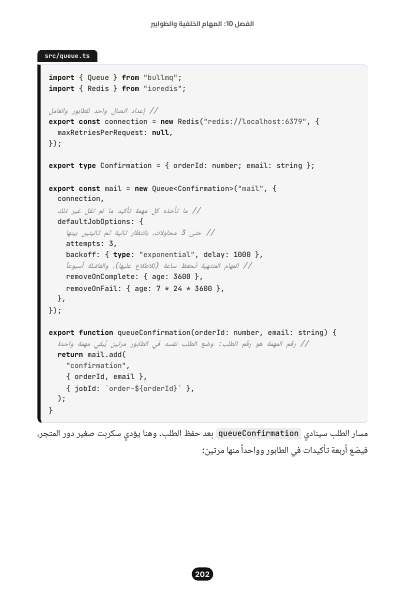 الفصل 10: المهام الخلفية والطوابير
src/queue.ts
import { Queue } from "bullmq";
import { Redis } from "ioredis";
// إعداد اتصال واحد للطابور والعامل
export const connection = new Redis("redis://localhost:6379", {
  maxRetriesPerRequest: null,
});
export type Confirmation = { orderId: number; email: string };
export const mail = new Queue<Confirmation>("mail", {
  connection,
  // ما تأخذه كل مهمة تأكيد ما لم تقل غير ذلك
  defaultJobOptions: {
    // حتى 3 محاولات، بانتظار ثانية ثم ثانيتين بينها
    attempts: 3,
    backoff: { type: "exponential", delay: 1000 },
    // المهام المنتهية تُحفظ ساعة (للاطلاع عليها)، والفاشلة أسبوعاً
    removeOnComplete: { age: 3600 },
    removeOnFail: { age: 7 * 24 * 3600 },
  },
});
export function queueConfirmation(orderId: number, email: string) {
  // رقم المهمة هو رقم الطلب: وضع الطلب نفسه في الطابور مرتين يُبقي مهمة واحدة
  return mail.add(
    "confirmation",
    { orderId, email },
    { jobId: `order-${orderId}` },
  );
}
مسار الطلب سينادي queueConfirmation بعد حفظ الطلب. وهنا يؤدي سكربت صغير دور المتجر،
فيضع أربعة تأكيدات في الطابور وواحداً منها مرتين:
202